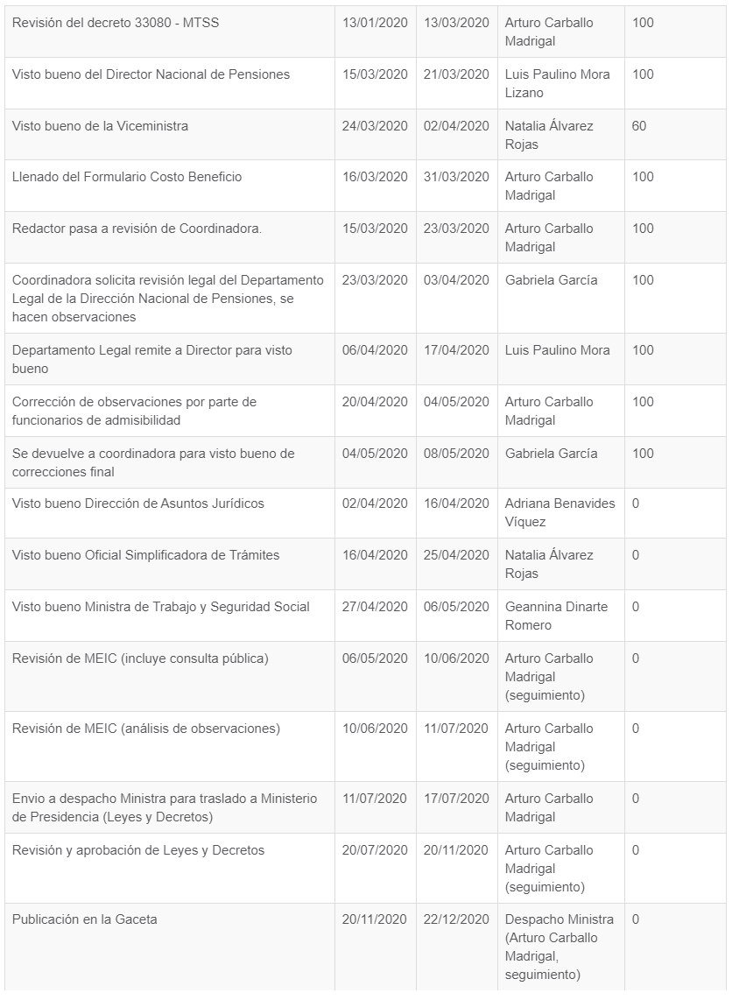 Revisión del decreto 33080 - MTSS 13/01/2020 13/03/2020 Arturo Carballo 100
Madrigal
Visto bueno del Director Nacional de Pensiones 15/03/2020 21/03/2020 Luis Paulino Mora 100
Lizano
Visto bueno de la Viceministra 24/03/2020 02/04/2020 Natalia Álvarez 60
Rojas
Llenado del Formulario Costo Beneficio 16/03/2020 31/03/2020 Arturo Carballo 100
Madrigal
Redactor pasa a revisión de Coordinadora. 15/03/2020 23/03/2020 Arturo Carballo 100
Madrigal
Coordinadora solicita revisión legal del Departamento 23/03/2020 03/04/2020 Gabriela García 100
Legal de la Dirección Nacional de Pensiones, se
hacen observaciones
Departamento Legal remite a Director para visto 06/04/2020 17/04/2020 Luis Paulino Mora 100
bueno
Corrección de observaciones por parte de 20/04/2020 04/05/2020 Arturo Carballo 100
funcionarios de admisibilidad Madrigal
Se devuelve a coordinadora para visto bueno de 04/05/2020 08/05/2020 Gabriela García 100
correcciones final
Visto bueno Dirección de Asuntos Jurídicos 02/04/2020 16/04/2020 Adriana Benavides 0
Víquez
Visto bueno Oficial Simplificadora de Trámites 16/04/2020 25/04/2020 Natalia Álvarez 0
Rojas
Visto bueno Ministra de Trabajo y Seguridad Social 27/04/2020 06/05/2020 Geannina Dinarte 0
Romero
Revisión de MEIC (incluye consulta pública) 06/05/2020 10/06/2020 Arturo Carballo 0
Madrigal
(seguimiento)
Revisión de MEIC (análisis de observaciones) 10/06/2020 11/07/2020 Arturo Carballo 0
Madrigal
(seguimiento)
Envio a despacho Ministra para traslado a Ministerio 11/07/2020 17/07/2020 Arturo Carballo 0
de Presidencia (Leyes y Decretos) Madrigal
Revisión y aprobación de Leyes y Decretos 20/07/2020 20/11/2020 Arturo Carballo 0
Madrigal
(seguimiento)
Publicación en la Gaceta 20/11/2020 22/12/2020 Despacho Ministra 0
(Arturo Carballo
Madrigal,
seguimiento)